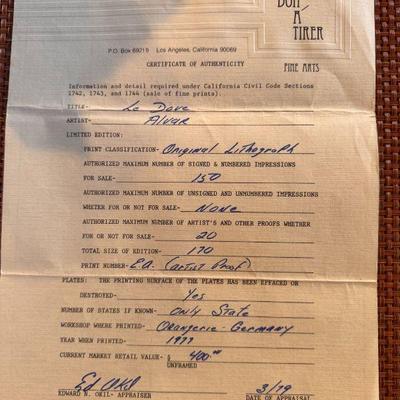 BON
À
TIRER
P.O. Box 69219 Los Angeles, California 90069
CERTIFICATE OF AUTHENTICITY
FINE ARTS
Information and detail required under California Civil Code Sections
1742, 1743, and 1744 (sale of fine prints).
TITLE- Le Dove
ARTIST- Alvar
LIMITED EDITION:
PRINT CLASSIFICATION- Original Lithograph
AUTHORIZED MAXIMUM NUMBER OF SIGNED & NUMBERED IMPRESSIONS
FOR SALE- 150
AUTHORIZED MAXIMUM NUMBER OF UNSIGNED AND UNNUMBERED IMPRESSIONS
WHETER FOR OR NOT FOR SALE- None
AUTHORIZED MAXIMUM NUMBER OF ARTIST'S AND OTHER PROOFS WHETHER
FOR OR NOT FOR SALE- 20
TOTAL SIZE OF EDITION- 170
PRINT NUMBER- E.A. (Artist Proof)
PLATES: THE PRINTING SURFACE OF THE PLATES HAS BEEN EFFACED OR
DESTROYED- Yes
NUMBER OF STATES IF KNOWN- Only State
WORKSHOP WHERE PRINTED- Orangerie-Germany
YEAR WHEN PRINTED- 1977
CURRENT MARKET RETAIL VALUE- $ 400.00
UNFRAMED
Ed Okil 3/79
EDWARD N. OKIL- APPRAISER DATE OF APPRAISAL